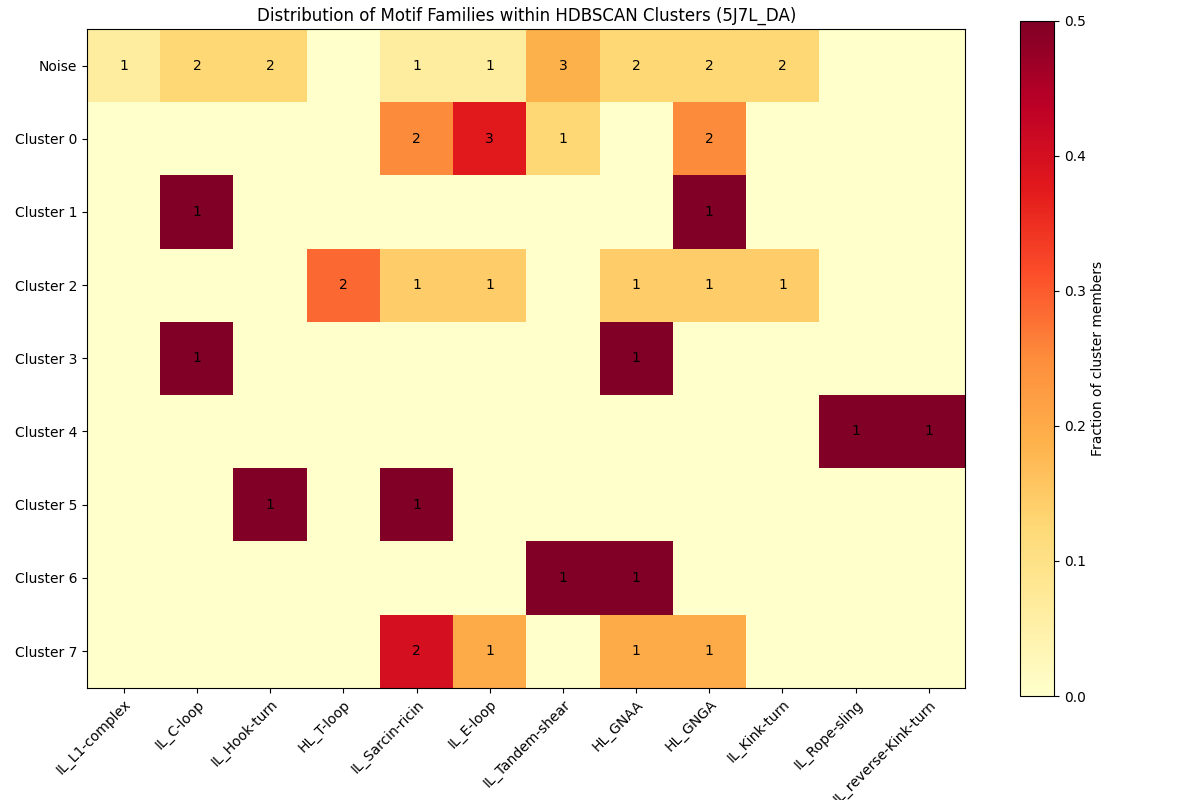 Distribution of Motif Families within HDBSCAN Clusters (5J7L_DA)
Noise 1 2 2 1 1 3 2 2 2
Cluster 0 2 3 1 2
Cluster 1 1 1
Cluster 2 2 1 1 1 1 1
Cluster 3 1 1
Cluster 4 1 1
Cluster 5 1 1
Cluster 6 1 1
Cluster 7 2 1 1 1
IL_L1-complex
IL_C-loop
IL_Hook-turn
HL_T-loop
IL_Sarcin-ricin
IL_E-loop
IL_Tandem-shear
HL_GNAA
HL_GNGA
IL_Kink-turn
IL_Rope-sling
IL_reverse-Kink-turn
0.5
0.4
0.3
0.2
0.1
0.0
Fraction of cluster members